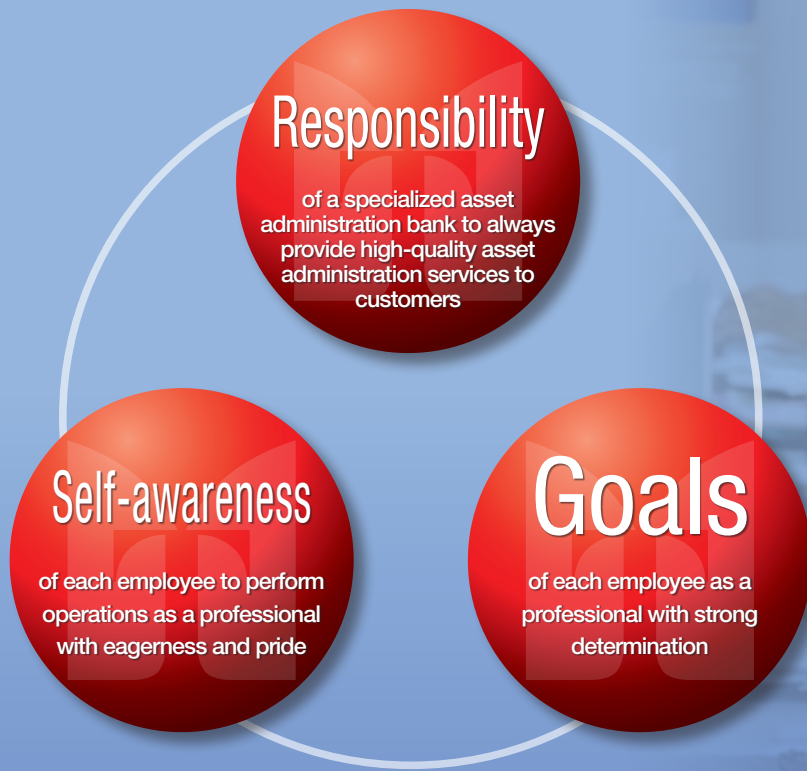 Responsibility
of a specialized asset
administration bank to always
provide high-quality asset
administration services to
customers
Self-awareness
of each employee to perform
operations as a professional
with eagerness and pride
Goals
of each employee as a
professional with strong
determination